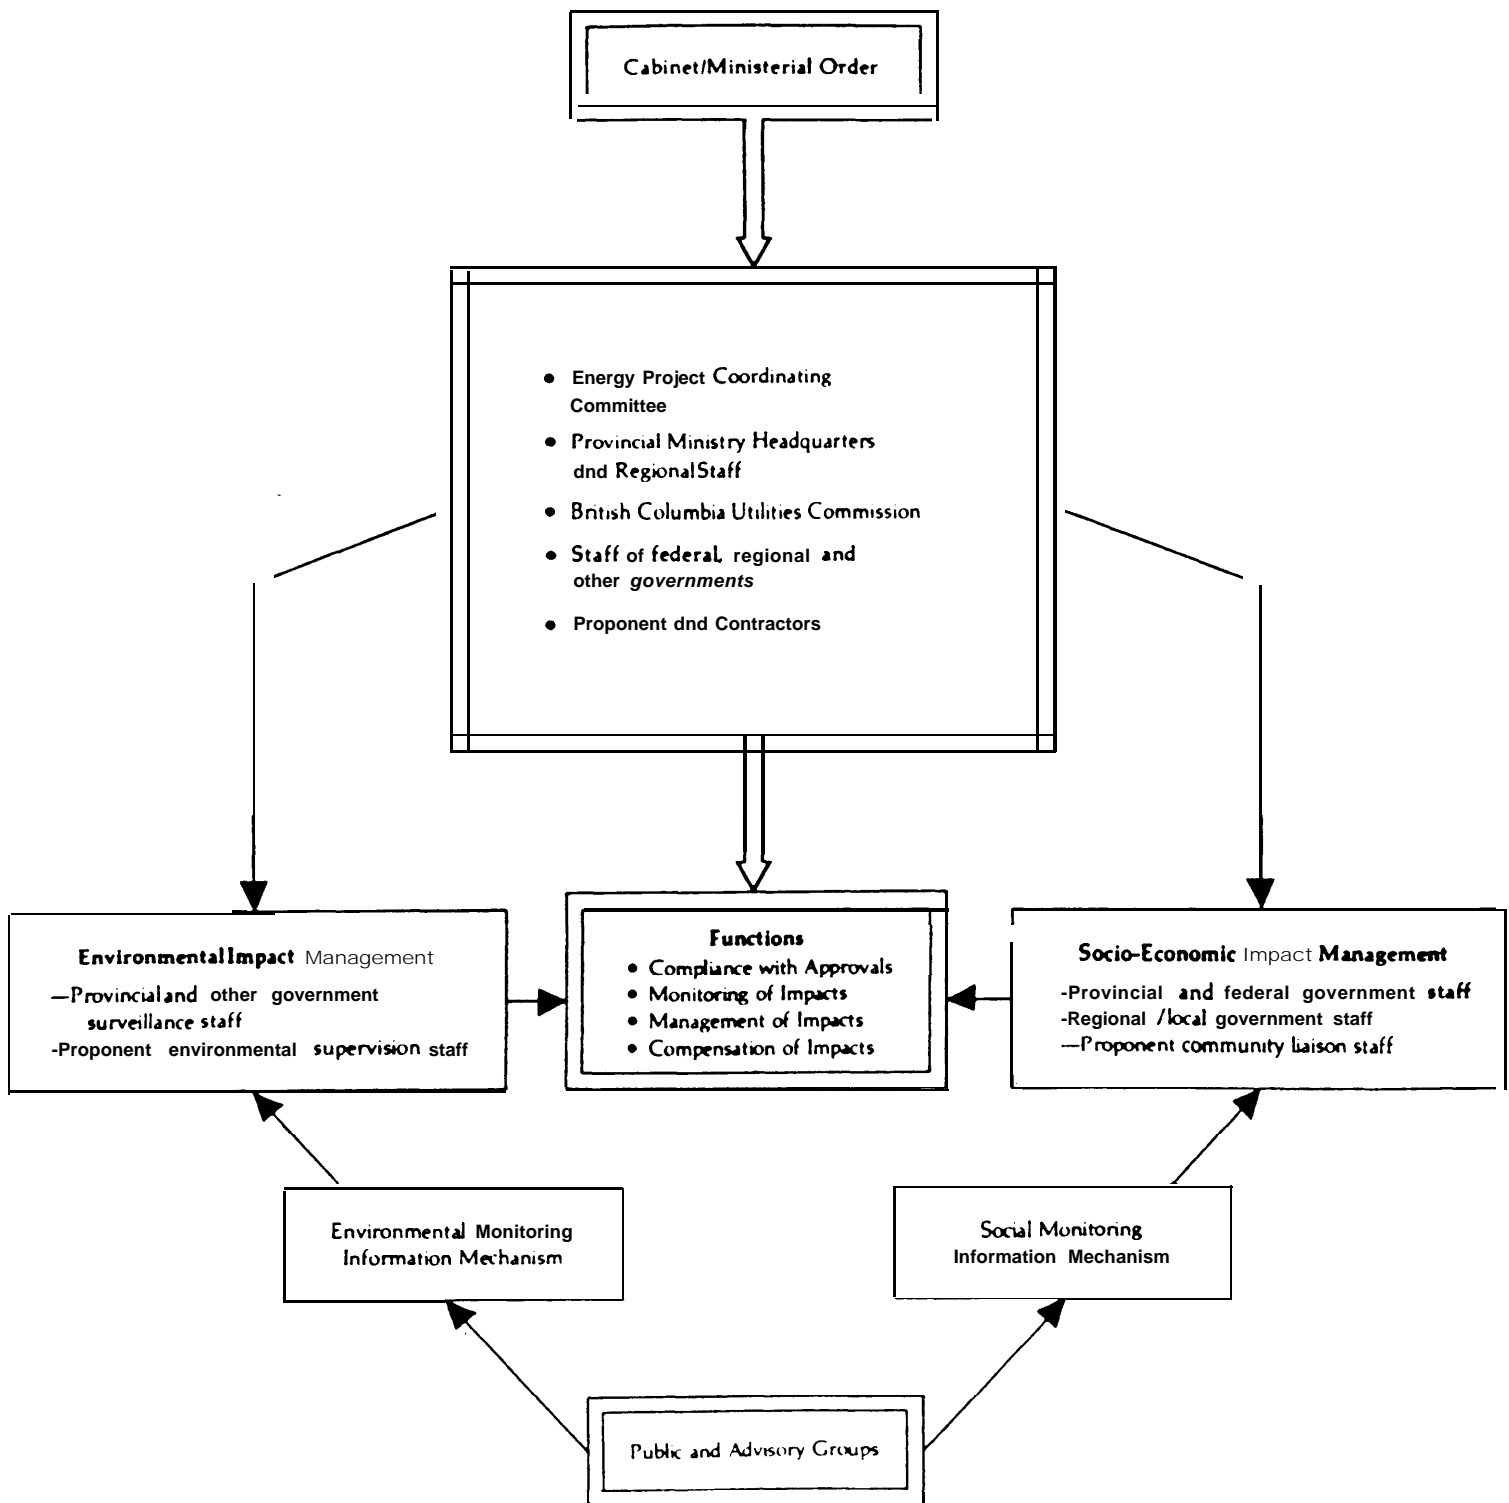 Cabinet/Ministerial Order
• Energy Project Coordinating
Committee
• Provincial Ministry Headquarters
dnd Regional Staff
• British Columbia Utilities Commission
• Staff of federal, regional and
other governments
• Proponent dnd Contractors
Environmental Impact Management
—Provincial and other government
surveillance staff
-Proponent environmental supervision staff
Functions
• Compliance with Approvals
• Monitoring of Impacts
• Management of Impacts
• Compensation of Impacts
Socio-Economic Impact Management
-Provincial and federal government staff
-Regional /local government staff
—Proponent community liaison staff
Environmental Monitoring
Information Mechanism
Social Monitoring
Information Mechanism
Public and Advisory Groups